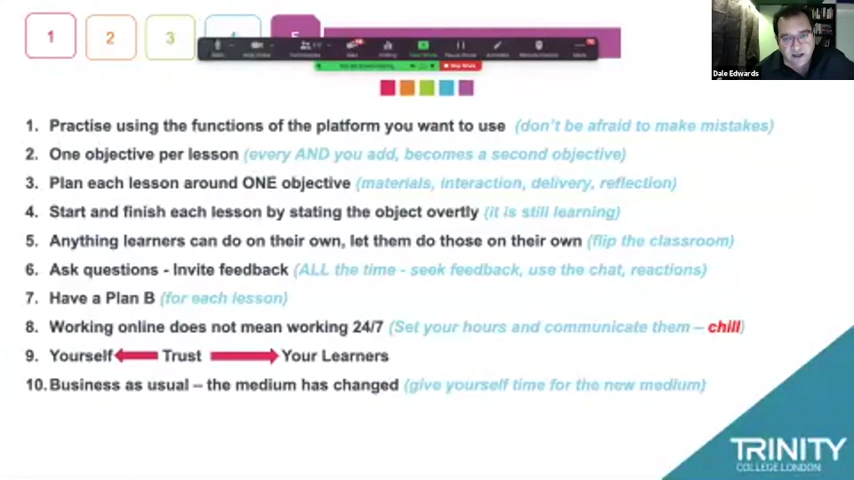 1 2 3 4 5
Dale Edwards
1. Practise using the functions of the platform you want to use (don't be afraid to make mistakes)
2. One objective per lesson (every AND you add, becomes a second objective)
3. Plan each lesson around ONE objective (materials, interaction, delivery, reflection)
4. Start and finish each lesson by stating the object overtly (it is still learning)
5. Anything learners can do on their own, let them do those on their own (flip the classroom)
6. Ask questions - Invite feedback (ALL the time - seek feedback, use the chat, reactions)
7. Have a Plan B (for each lesson)
8. Working online does not mean working 24/7 (Set your hours and communicate them – chill)
9. Yourself Trust Your Learners
10. Business as usual – the medium has changed (give yourself time for the new medium)
TRINITY
COLLEGE LONDON